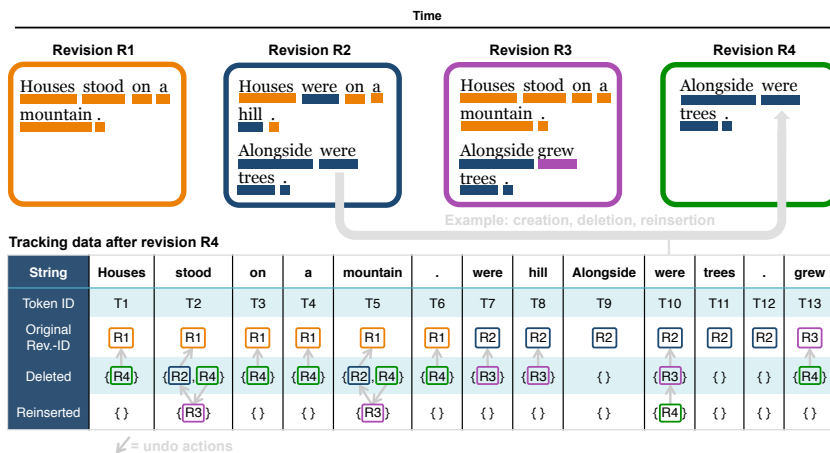 Time
Revision R1 Revision R2 Revision R3 Revision R4
Houses stood on a
mountain .
Houses were on a
hill .
Alongside were
trees .
Houses stood on a
mountain .
Alongside grew
trees .
Alongside were
trees .
Example: creation, deletion, reinsertion
Tracking data after revision R4
String Houses stood on a mountain . were hill Alongside were trees . grew
Token ID T1 T2 T3 T4 T5 T6 T7 T8 T9 T10 T11 T12 T13
Original Rev.-ID R1 R1 R1 R1 R1 R1 R2 R2 R2 R2 R2 R2 R3
Deleted {R4} {R2,R4} {R4} {R4} {R2,R4} {R4} {R3} {R3} { } {R3} { } { } {R4}
Reinserted { } {R3} { } { } {R3} { } { } { } { } {R4} { } { } { }
= undo actions